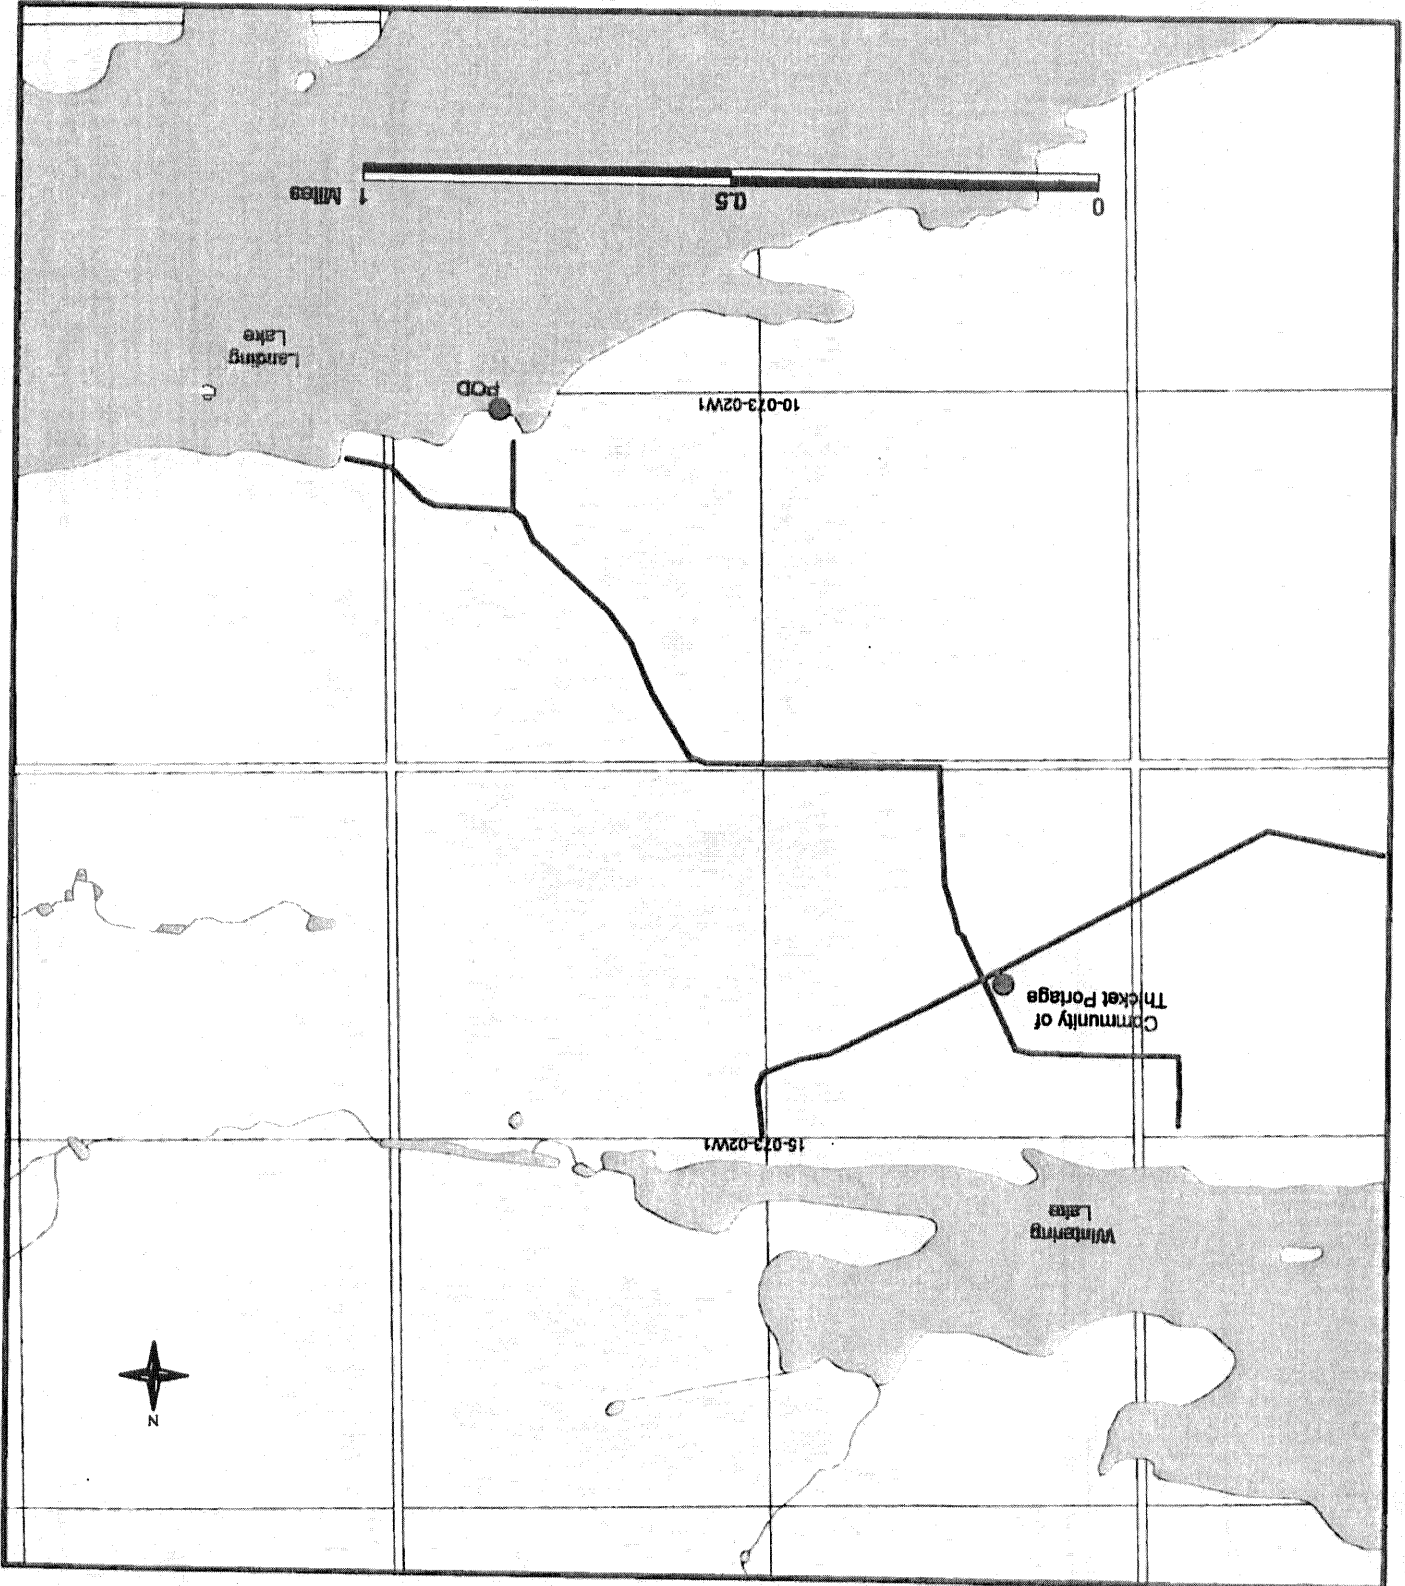 N
Wintering
Lake
15-073-02W1
Community of
Thicket Portage
10-073-02W1
POD
Landing
Lake
0 0.5 1 Miles